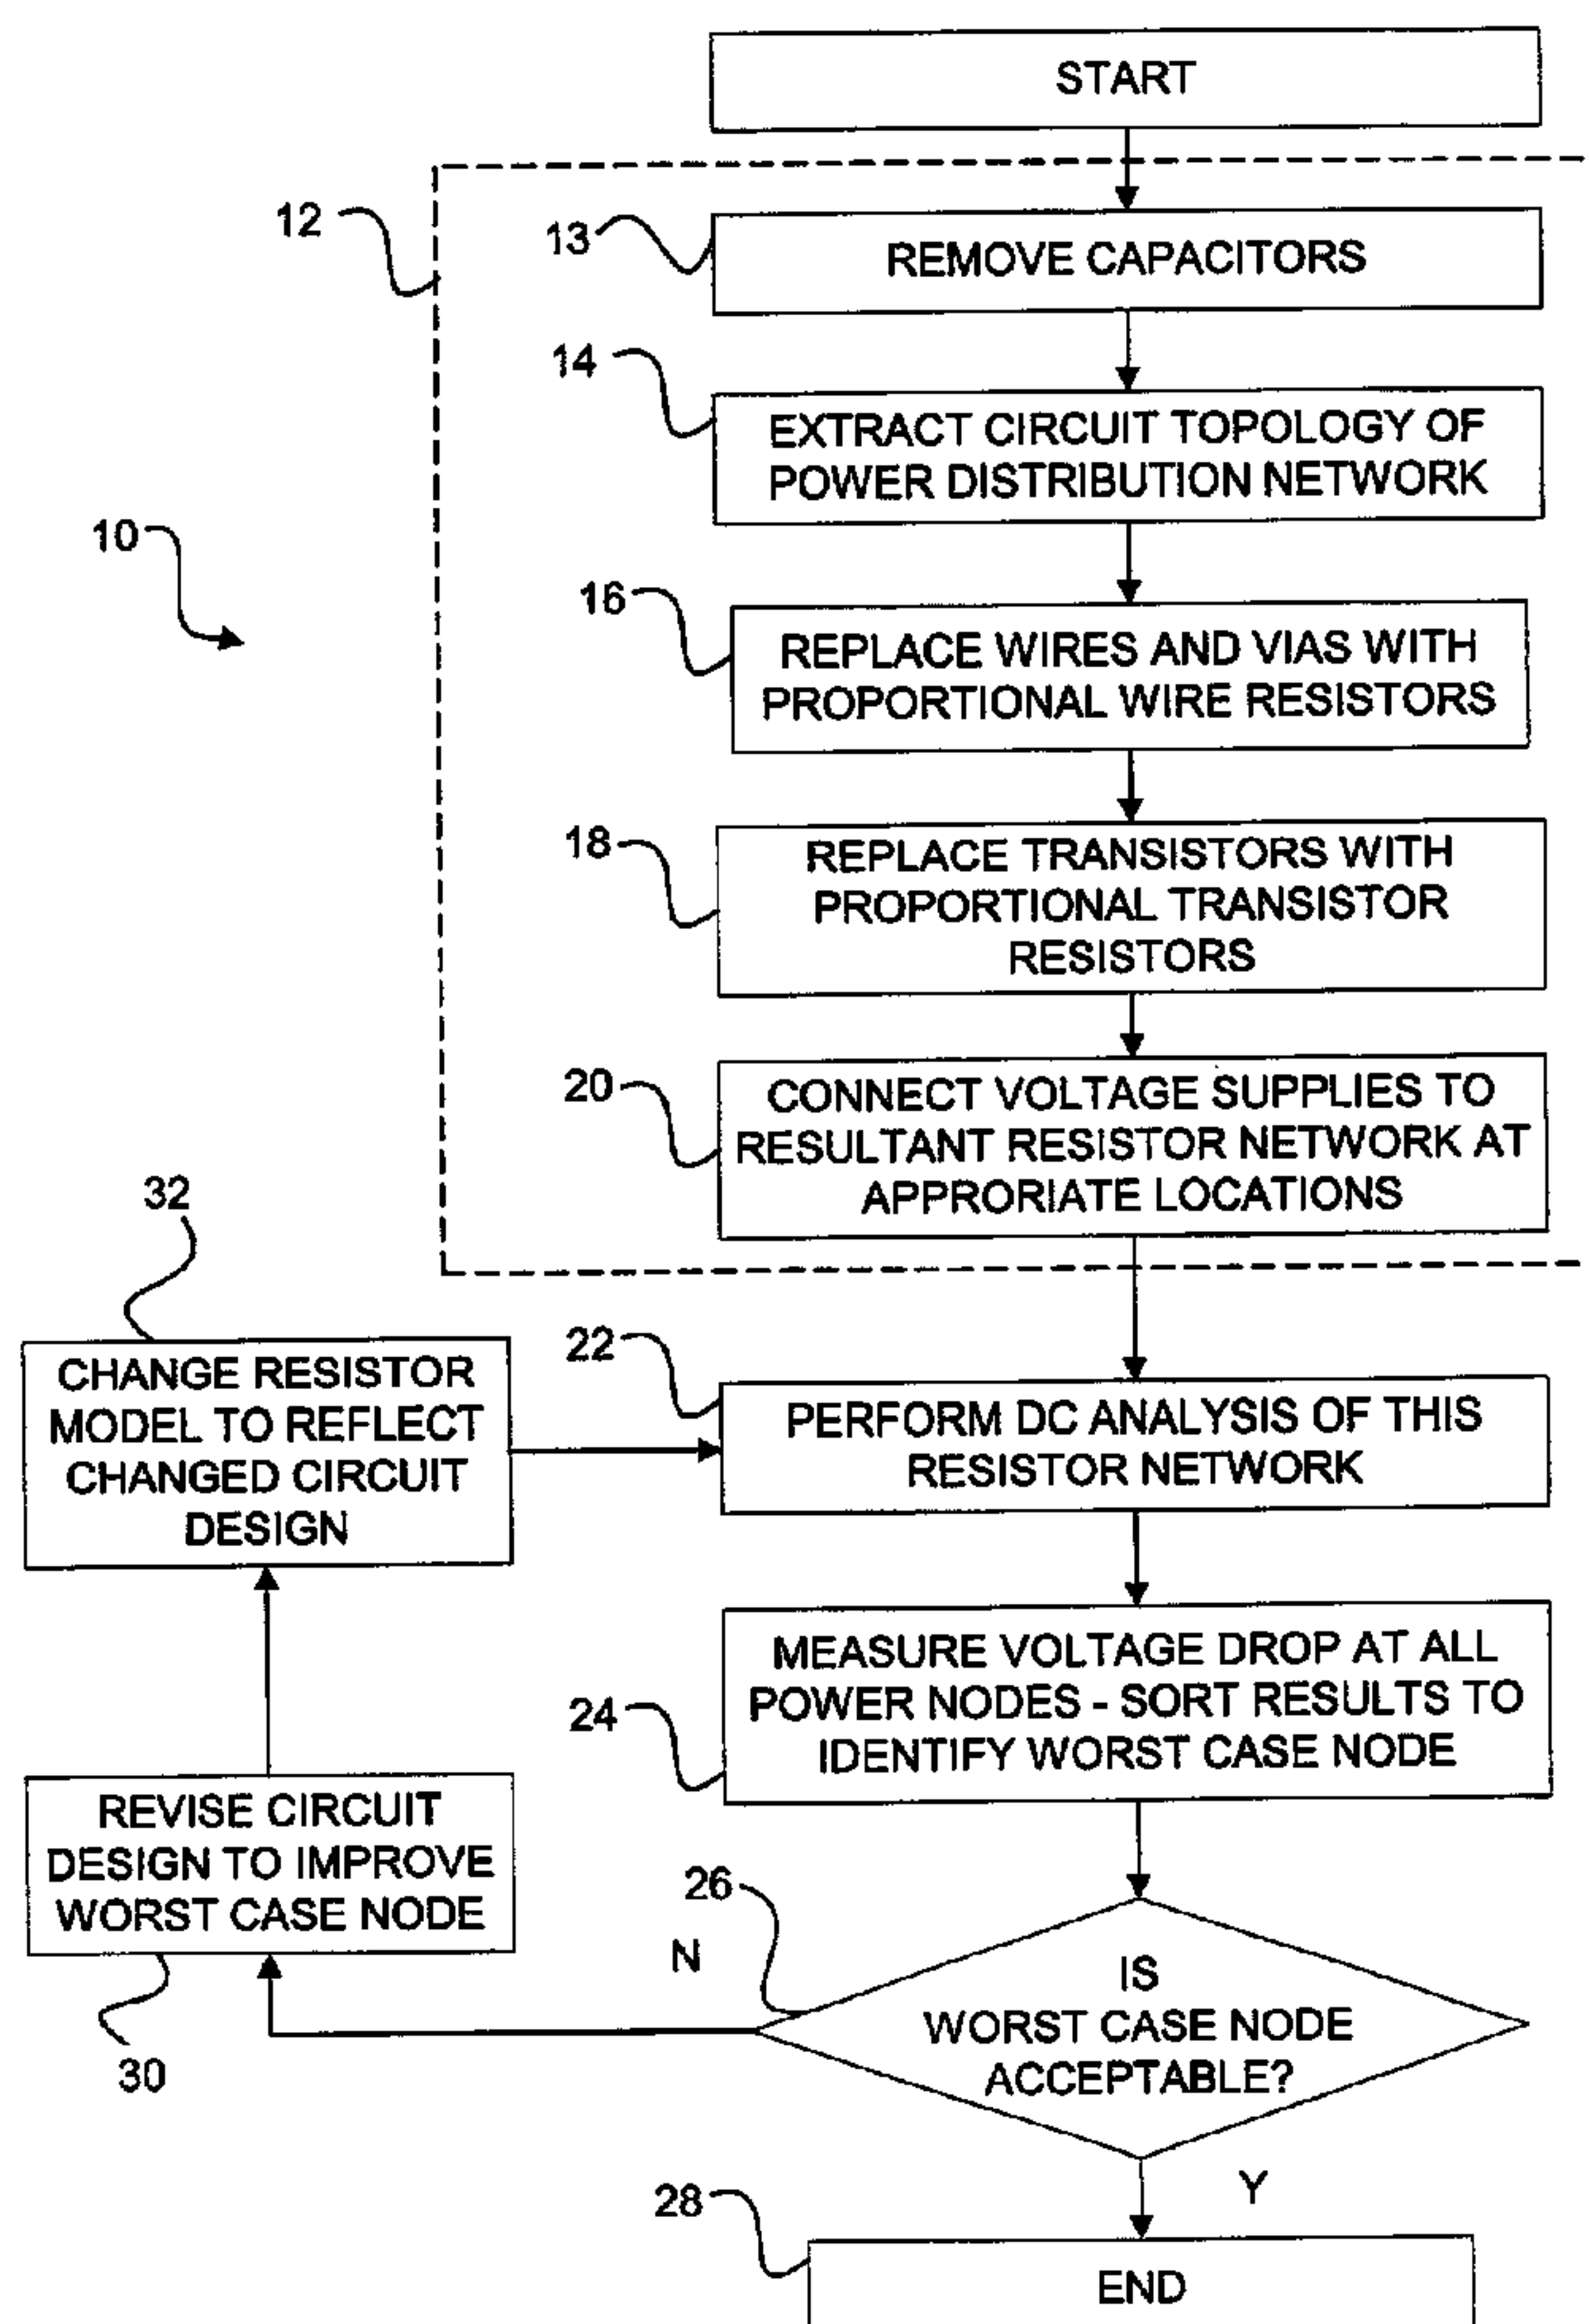 START
12
13
REMOVE CAPACITORS
14
EXTRACT CIRCUIT TOPOLOGY OF
POWER DISTRIBUTION NETWORK
10
16
REPLACE WIRES AND VIAS WITH
PROPORTIONAL WIRE RESISTORS
18
REPLACE TRANSISTORS WITH
PROPORTIONAL TRANSISTOR
RESISTORS
20
CONNECT VOLTAGE SUPPLIES TO
RESULTANT RESISTOR NETWORK AT
APPRORIATE LOCATIONS
32
CHANGE RESISTOR
MODEL TO REFLECT
CHANGED CIRCUIT
DESIGN
22
PERFORM DC ANALYSIS OF THIS
RESISTOR NETWORK
24
MEASURE VOLTAGE DROP AT ALL
POWER NODES - SORT RESULTS TO
IDENTIFY WORST CASE NODE
REVISE CIRCUIT
DESIGN TO IMPROVE
WORST CASE NODE
30
26
N
IS
WORST CASE NODE
ACCEPTABLE?
Y
28
END